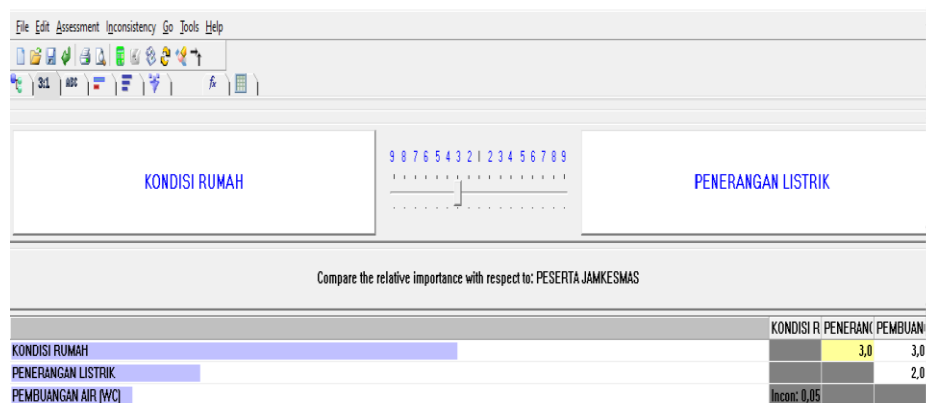 File Edit Assessment Inconsistency Go Tools Help
3:1 ABC fx
KONDISI RUMAH
9 8 7 6 5 4 3 2 1 2 3 4 5 6 7 8 9
PENERANGAN LISTRIK
Compare the relative importance with respect to: PESERTA JAMKESMAS
KONDISI R PENERAN( PEMBUAN
KONDISI RUMAH 3,0 3,0
PENERANGAN LISTRIK 2,0
PEMBUANGAN AIR (WC) Incon: 0,05